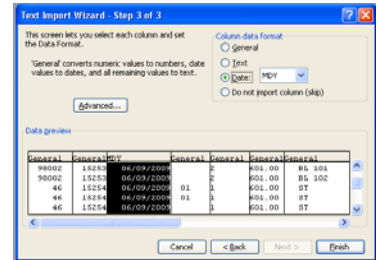 Text Import Wizard - Step 3 of 3
This screen lets you select each column and set
the Data Format.
'General' converts numeric values to numbers, date
values to dates, and all remaining values to text.
Advanced...
Column data format
General
Text
Date: MDY
Do not import column (skip)
Data preview
General General MDY General General General General
98002 15253 06/09/2009 2 601.00 BL 101
98002 15253 06/09/2009 2 601.00 BL 102
46 15254 06/09/2009 01 1 601.00 ST
46 15254 06/09/2009 01 1 601.00 ST
46 15254 06/09/2009 1 601.00 ST
Cancel < Back Next > Finish